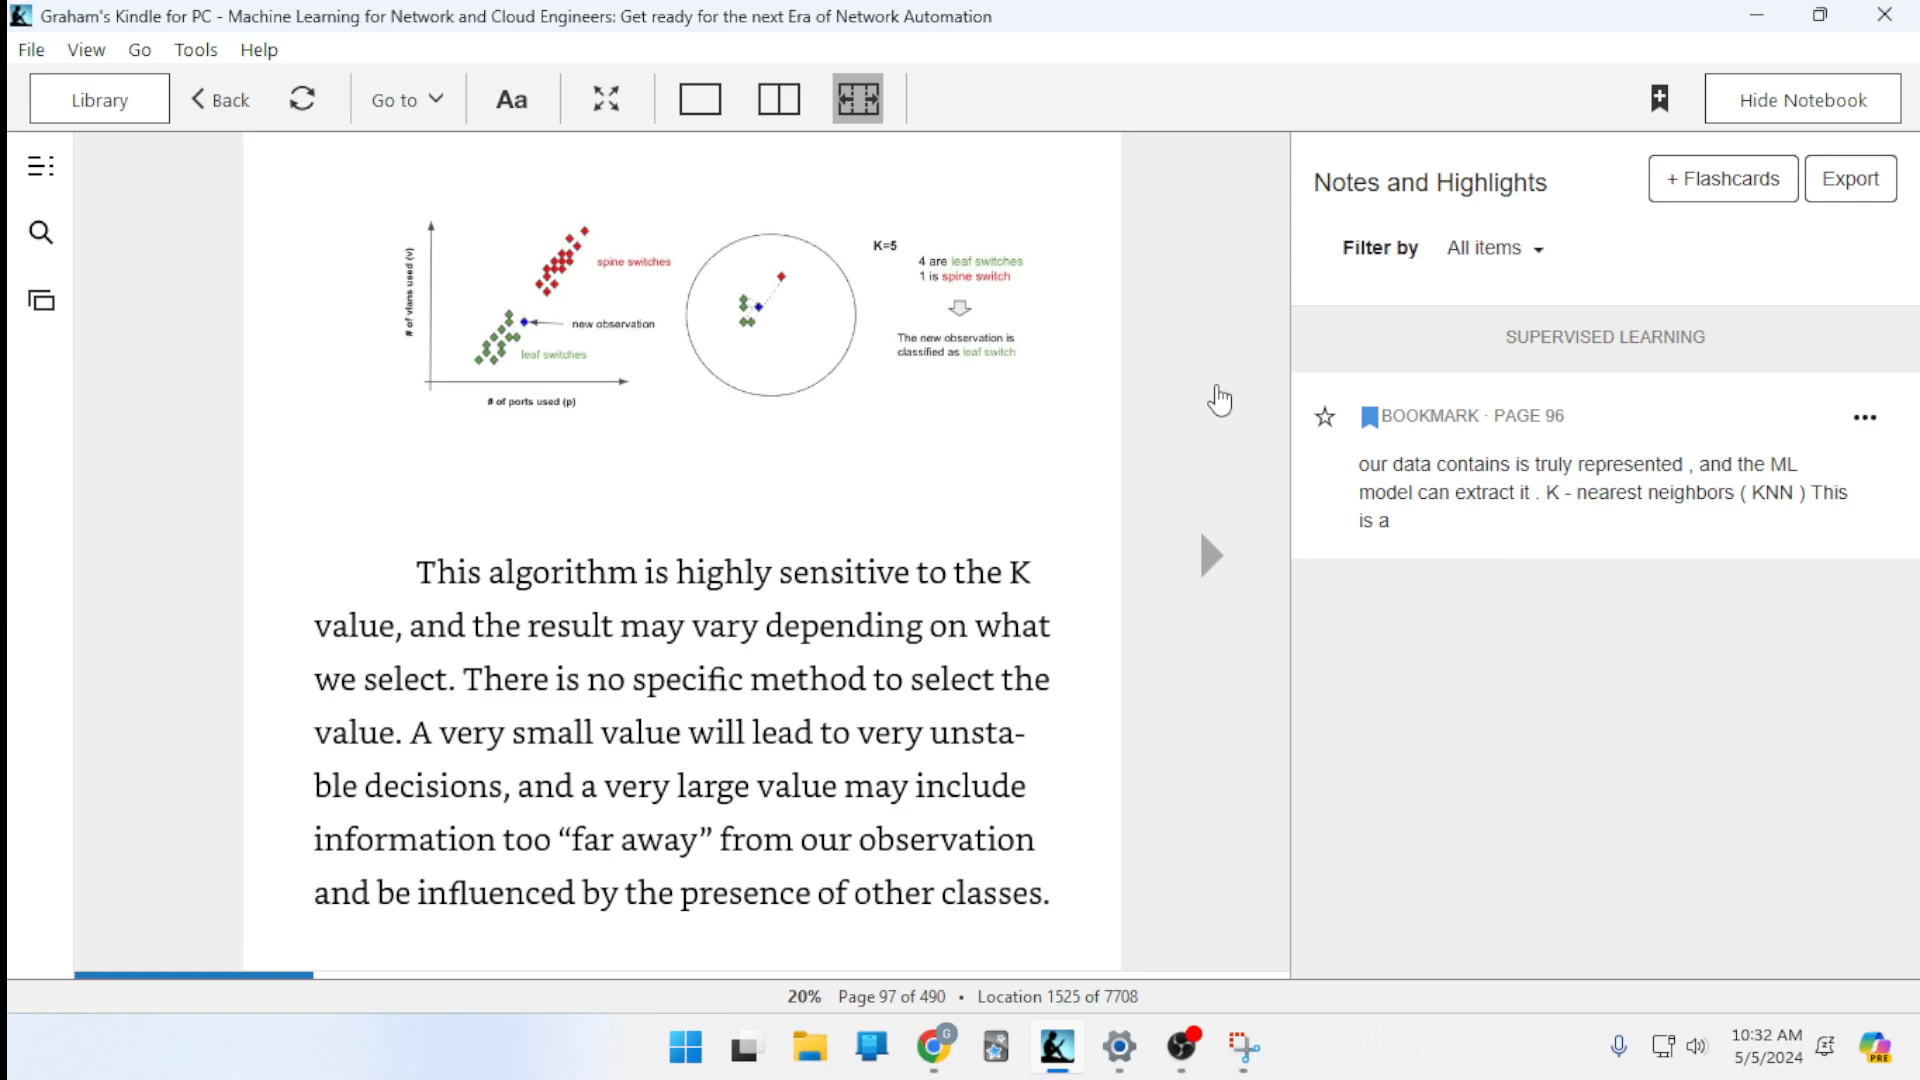 Graham's Kindle for PC - Machine Learning for Network and Cloud Engineers: Get ready for the next Era of Network Automation
File View Go Tools Help
Library Back Go to Aa Hide Notebook
# of vlans used (v)
spine switches
new observation
leaf switches
# of ports used (p)
K=5
4 are leaf switches
1 is spine switch
The new observation is
classified as leaf switch
This algorithm is highly sensitive to the K
value, and the result may vary depending on what
we select. There is no specific method to select the
value. A very small value will lead to very unsta-
ble decisions, and a very large value may include
information too “far away” from our observation
and be influenced by the presence of other classes.
Notes and Highlights
+ Flashcards
Export
Filter by All items
SUPERVISED LEARNING
BOOKMARK · PAGE 96
our data contains is truly represented , and the ML
model can extract it . K - nearest neighbors ( KNN ) This
is a
20% Page 97 of 490 • Location 1525 of 7708
G
10:32 AM
5/5/2024
PRE